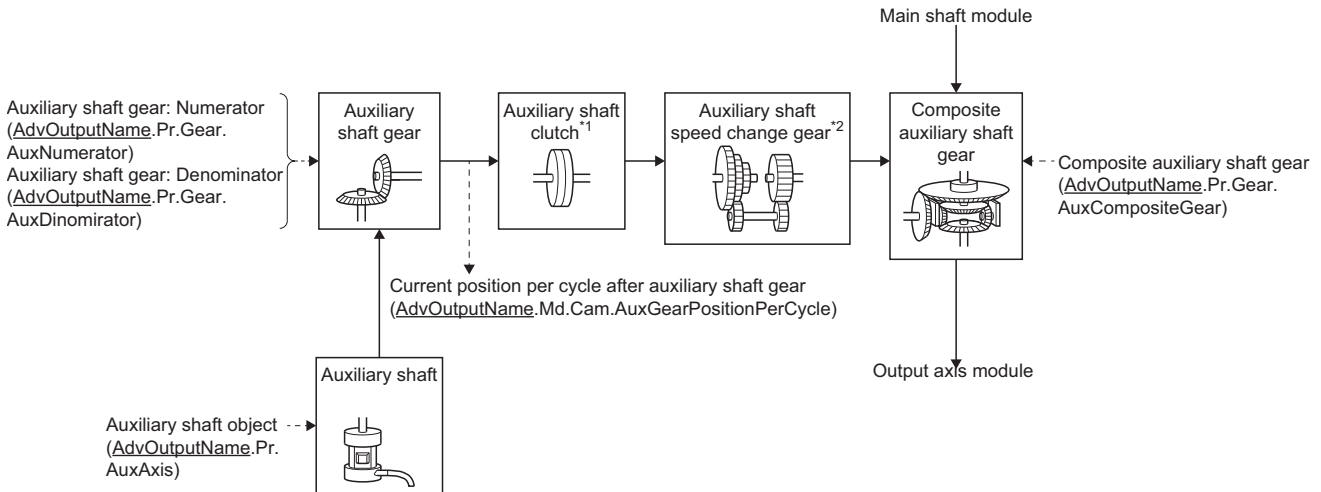 Main shaft module
Auxiliary shaft gear: Numerator
(AdvOutputName.Pr.Gear.
AuxNumerator)
Auxiliary shaft gear: Denominator
(AdvOutputName.Pr.Gear.
AuxDinomirator)
Auxiliary
shaft gear
Auxiliary shaft
clutch*1
Auxiliary shaft
speed change gear*2
Composite
auxiliary shaft
gear
Composite auxiliary shaft gear
(AdvOutputName.Pr.Gear.
AuxCompositeGear)
Current position per cycle after auxiliary shaft gear
(AdvOutputName.Md.Cam.AuxGearPositionPerCycle)
Output axis module
Auxiliary shaft
Auxiliary shaft object
(AdvOutputName.Pr.
AuxAxis)